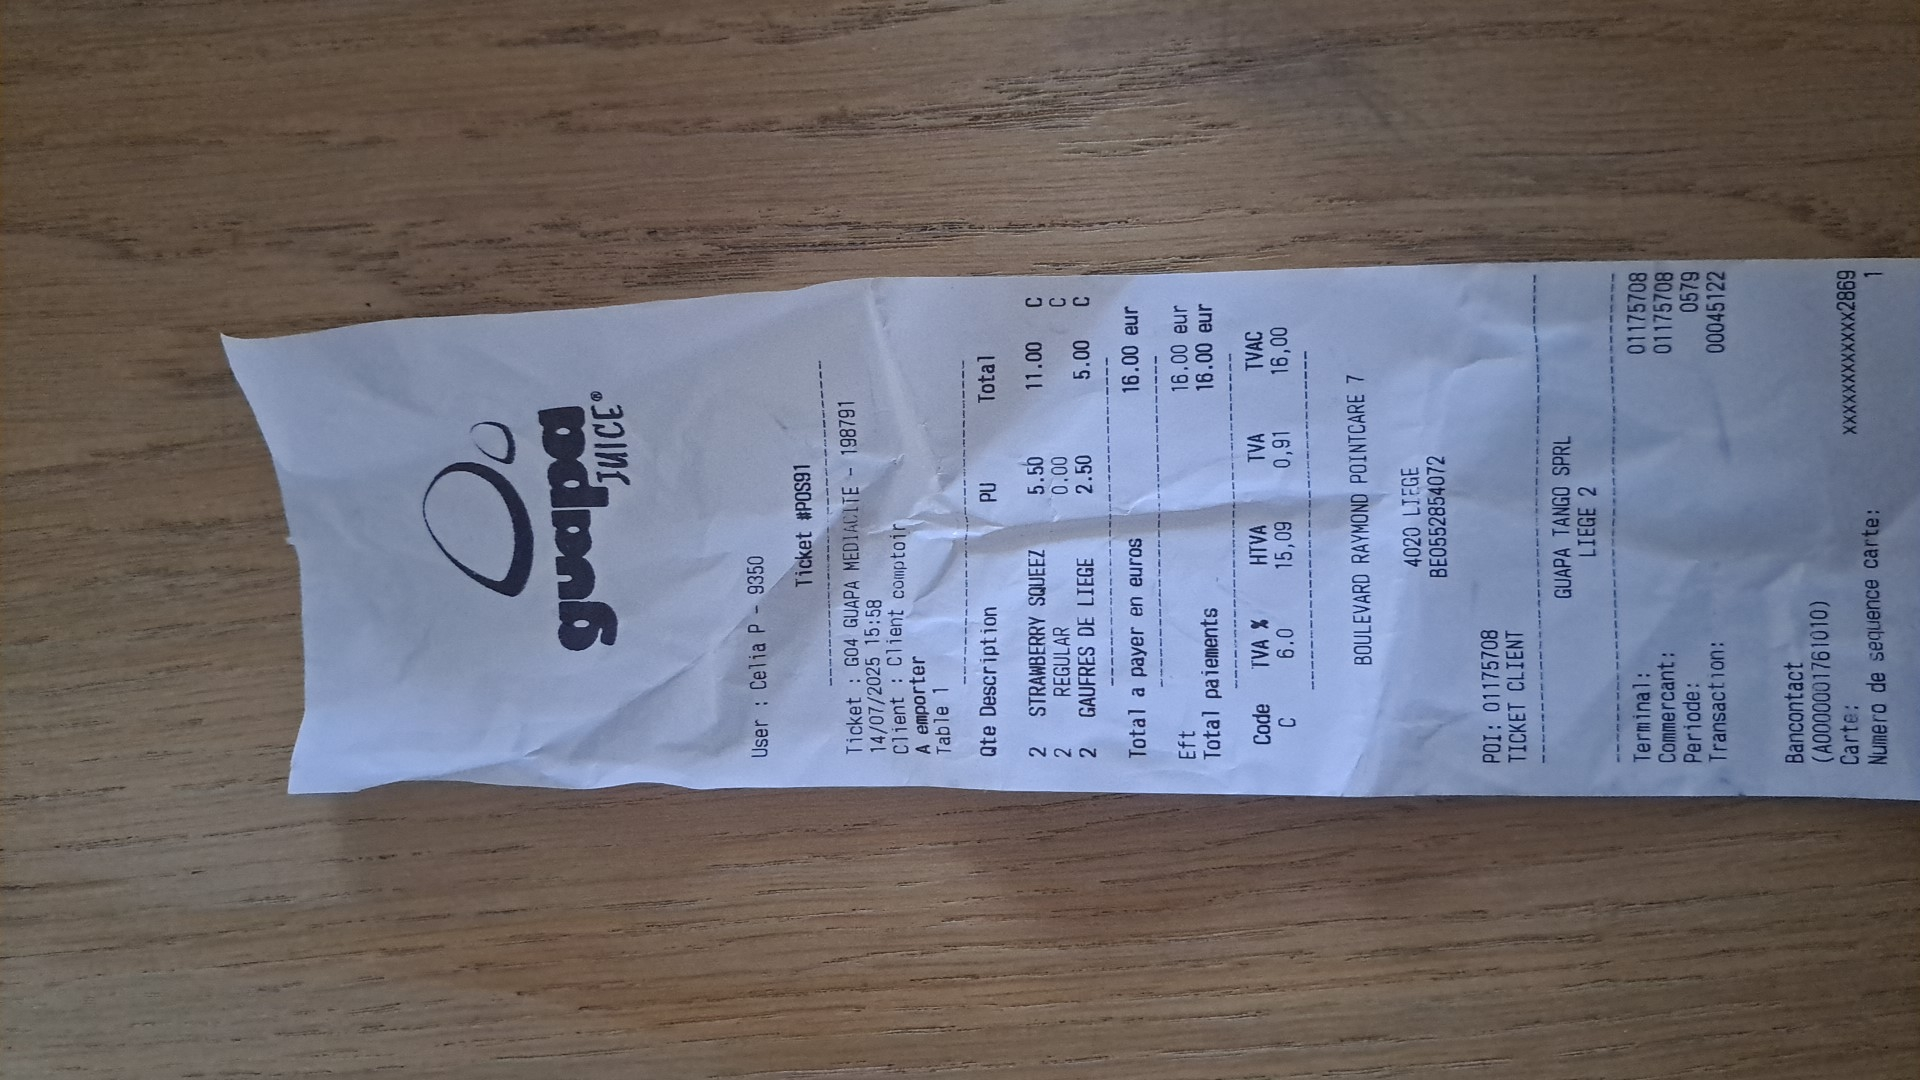 guapa
JUICE®
User : Celia P - 9350
Ticket #POS91
Ticket : G04 GUAPA MEDIACITE - 198791
14/07/2025 15:58
Client : Client comptoir
A emporter
Table 1
Qte Description PU Total
2 STRAWBERRY SQUEEZ 5.50 11.00 C
2 REGULAR 0.00 C
2 GAUFRES DE LIEGE 2.50 5.00 C
Total a payer en euros 16.00 eur
Eft 16.00 eur
Total paiements 16.00 eur
Code TVA % HTVA TVA TVAC
C 6.0 15,09 0,91 16,00
BOULEVARD RAYMOND POINTCARE 7
4020 LIEGE
BE0552854072
POI: 01175708
TICKET CLIENT
GUAPA TANGO SPRL
LIEGE 2
Terminal: 01175708
Commercant: 01175708
Periode: 0579
Transaction: 00045122
Bancontact
(A0000001761010)
Carte: xxxxxxxxxxxxx2869
Numero de sequence carte: 1